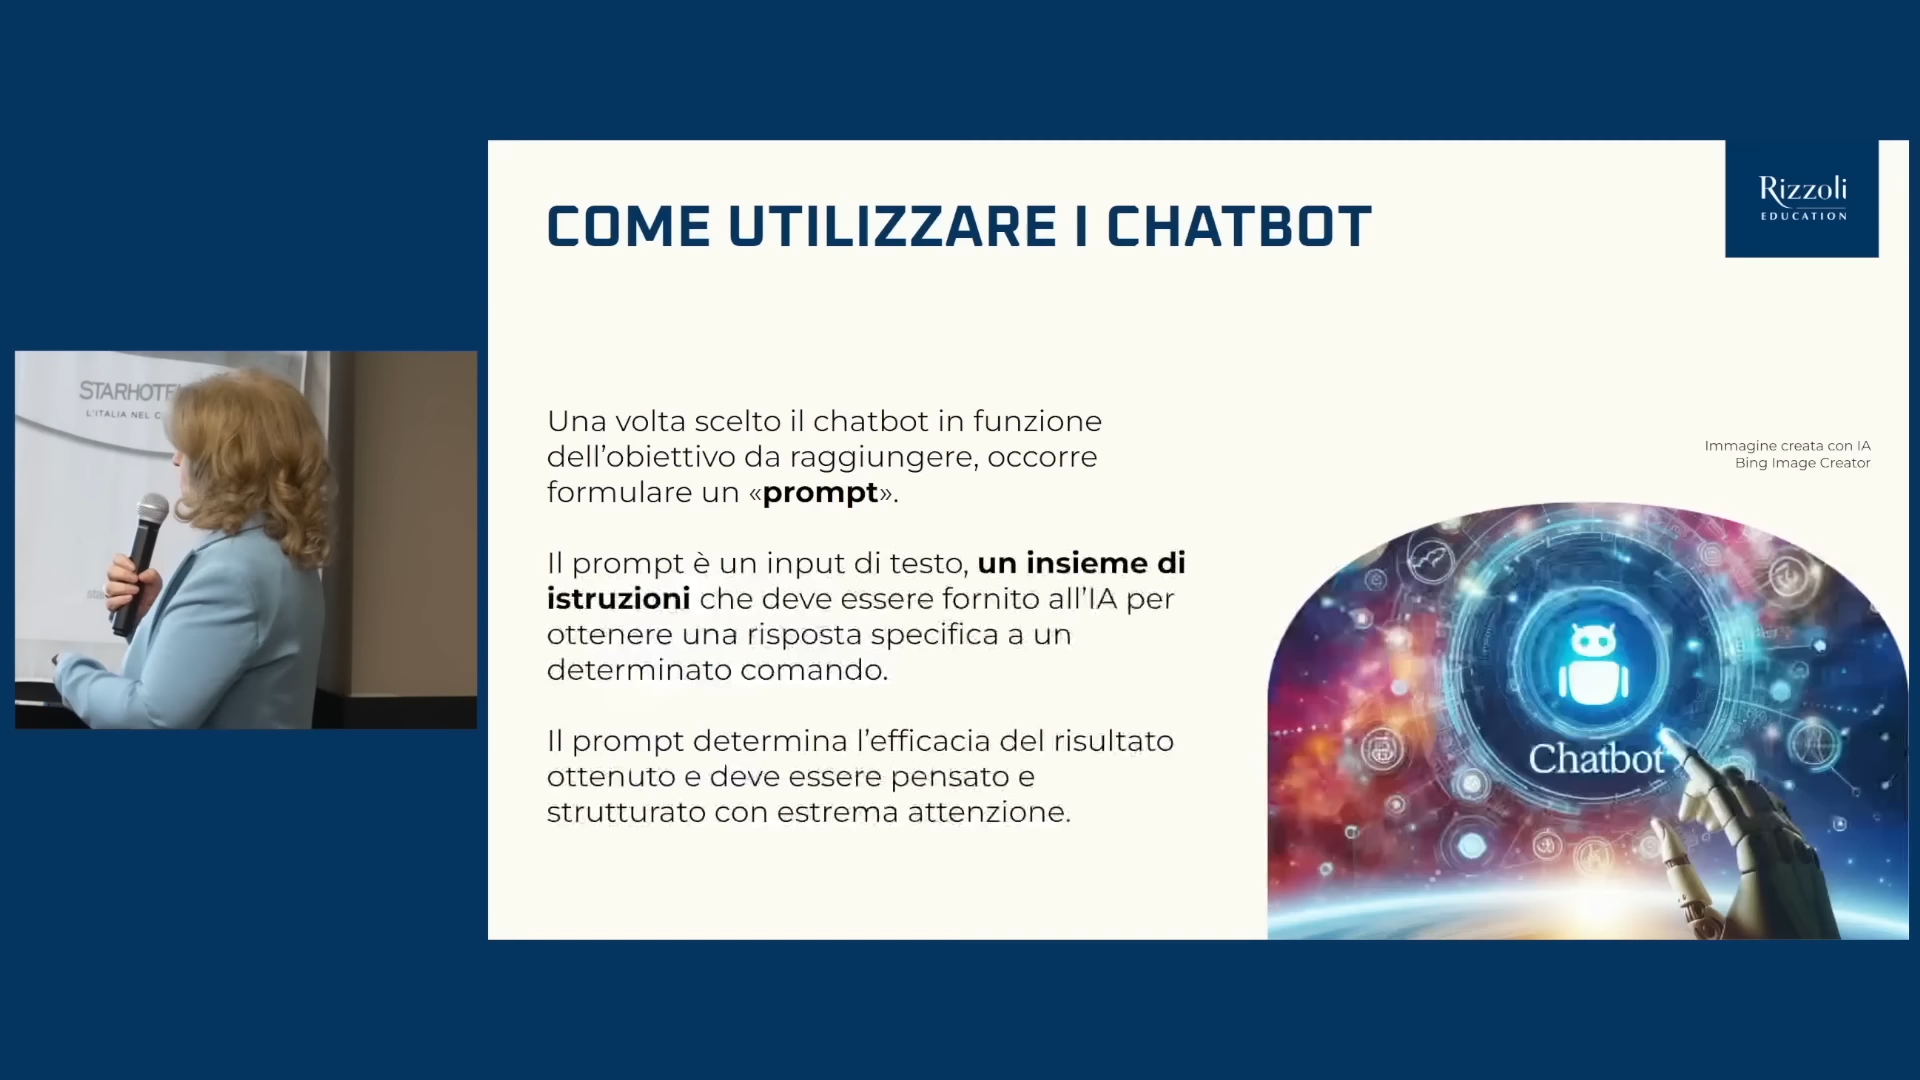 COME UTILIZZARE I CHATBOT
Rizzoli
EDUCATION
STARHOTE
L'ITALIA NEL C
Una volta scelto il chatbot in funzione
dell'obiettivo da raggiungere, occorre
formulare un «prompt».
Il prompt è un input di testo, un insieme di
istruzioni che deve essere fornito all'IA per
ottenere una risposta specifica a un
determinato comando.
Il prompt determina l'efficacia del risultato
ottenuto e deve essere pensato e
strutturato con estrema attenzione.
Immagine creata con IA
Bing Image Creator
Chatbot